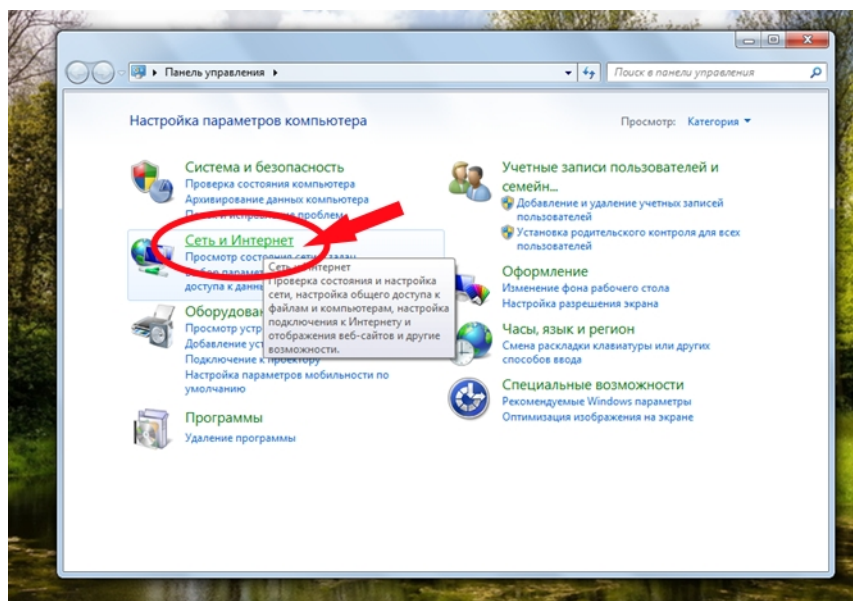 Панель управления
Поиск в панели управления
Настройка параметров компьютера
Просмотр: Категория
Система и безопасность
Проверка состояния компьютера
Архивирование данных компьютера
проблем
Сеть и Интернет
Просмотр состояния сети задач
доступа к
Сеть и Интернет
Проверка состояния и настройка
сети, настройка общего доступа к
файлам и компьютерам, настройка
подключения к Интернету и
отображения веб-сайтов и другие
возможности.
Просмотр
Добавление
Подключение к проектору
Настройка параметров мобильности по
умолчанию
Программы
Удаление программы
Учетные записи пользователей и
семейн...
Добавление и удаление учетных записей
пользователей
Установка родительского контроля для всех
пользователей
Оформление
Изменение фона рабочего стола
Настройка разрешения экрана
Часы, язык и регион
Смена раскладки клавиатуры или других
способов ввода
Специальные возможности
Рекомендуемые Windows параметры
Оптимизация изображения на экране